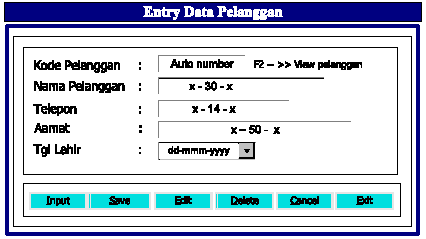 Entry Data Pelanggan
Kode Pelanggan : Auto number F2 -- >> View pelanggan
Nama Pelanggan : x - 30 - x
Telepon : x - 14 - x
Aamat : x – 50 - x
Tgl Lahir : dd-mmm-yyyy
Input Save Edit Delete Cancel Exit